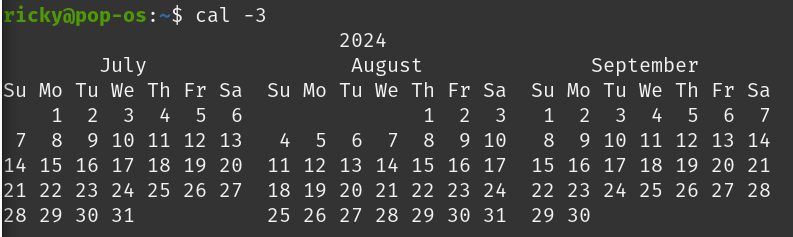 ricky@pop-os:~$ cal -3
                            2024
        July                 August              September
Su Mo Tu We Th Fr Sa  Su Mo Tu We Th Fr Sa  Su Mo Tu We Th Fr Sa
    1  2  3  4  5  6               1  2  3   1  2  3  4  5  6  7
 7  8  9 10 11 12 13   4  5  6  7  8  9 10   8  9 10 11 12 13 14
14 15 16 17 18 19 20  11 12 13 14 15 16 17  15 16 17 18 19 20 21
21 22 23 24 25 26 27  18 19 20 21 22 23 24  22 23 24 25 26 27 28
28 29 30 31           25 26 27 28 29 30 31  29 30